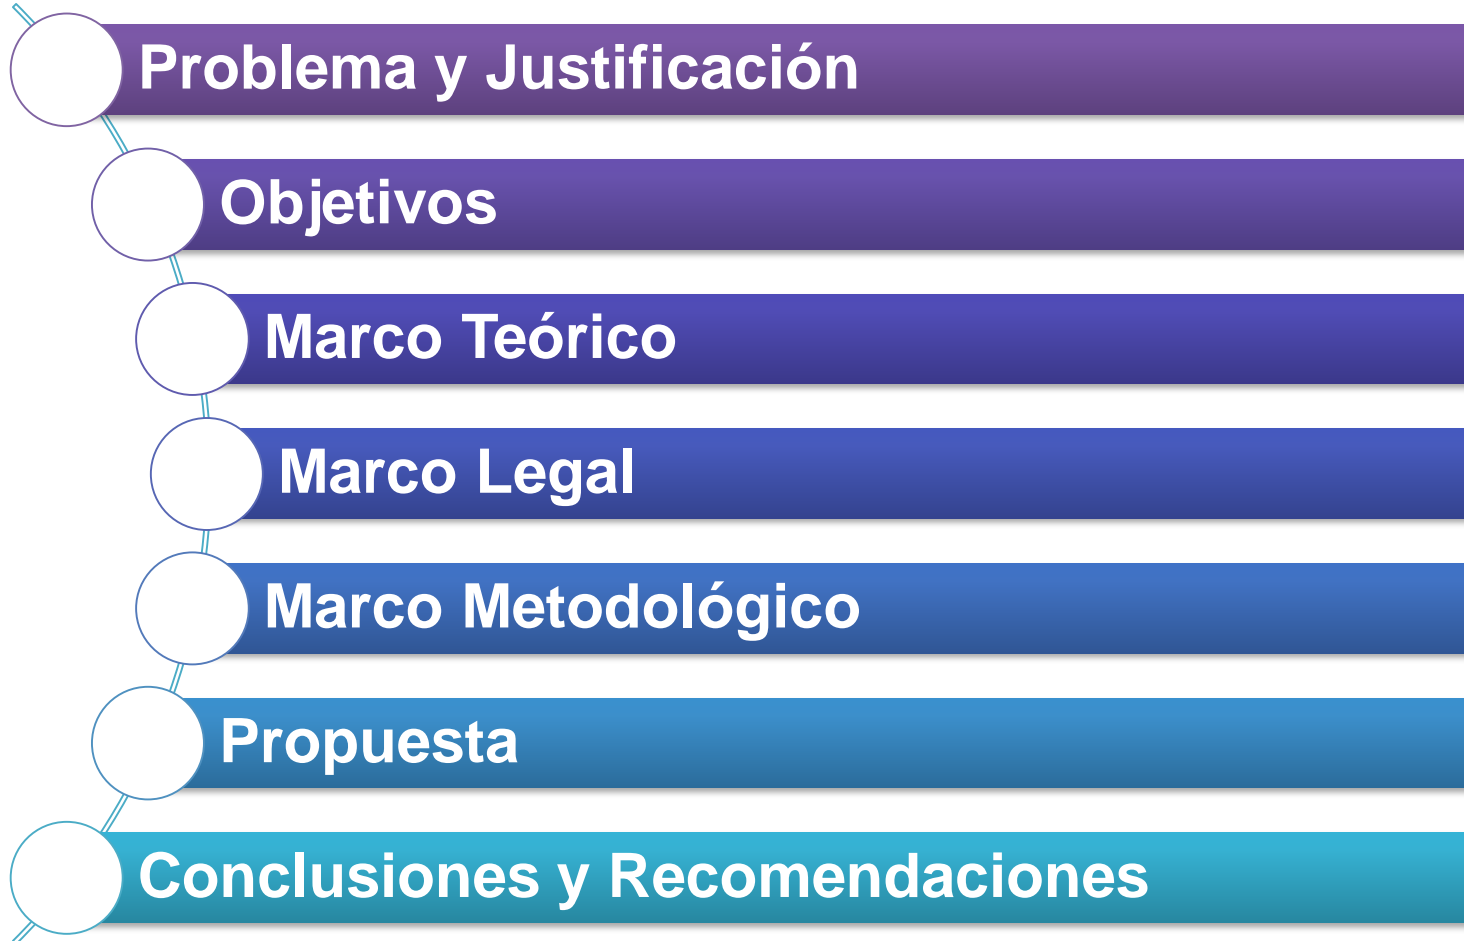 Problema y Justificación
Objetivos
Marco Teórico
Marco Legal
Marco Metodológico
Propuesta
Conclusiones y Recomendaciones